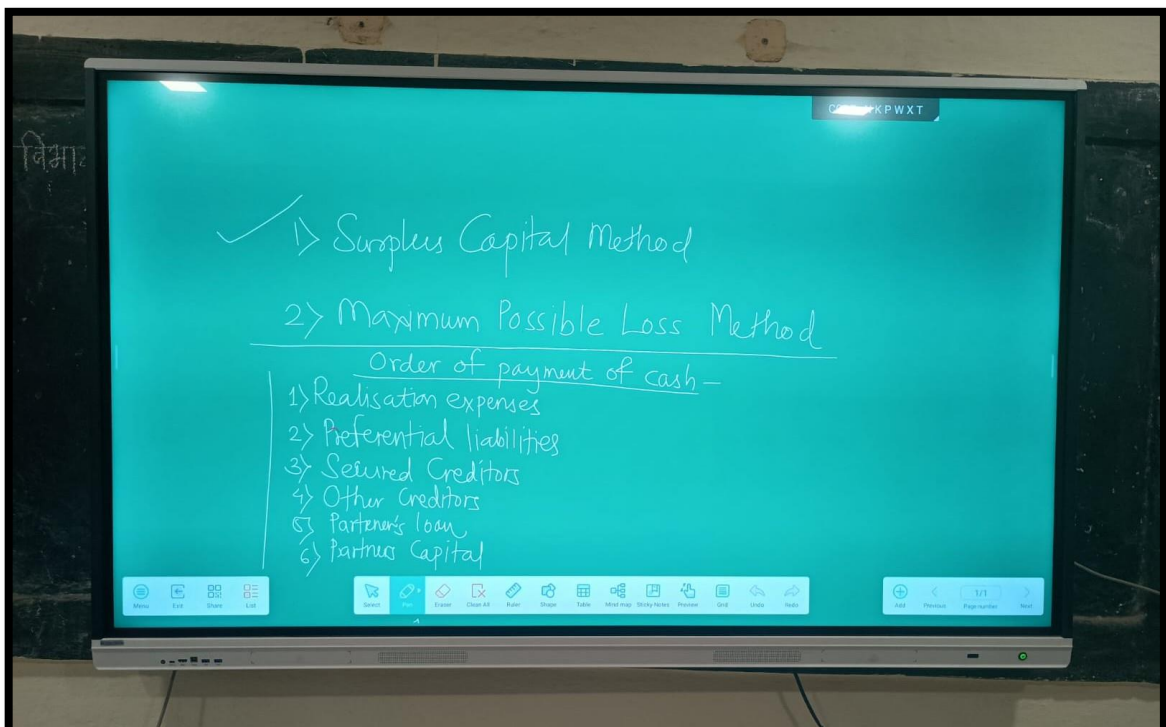 विभा
KPWXT
1) Surplus Capital Method
2) Maximum Possible Loss Method
Order of payment of cash -
1) Realisation expenses
2) Preferential liabilities
3) Secured Creditors
4) Other Creditors
5) Partener's loan
6) Partners Capital
Menu Exit Share List Select Pen Eraser Clean All Ruler Shape Table Mind map Sticky Notes Preview Grid Undo Redo Add Previous 1/1 Page number Next